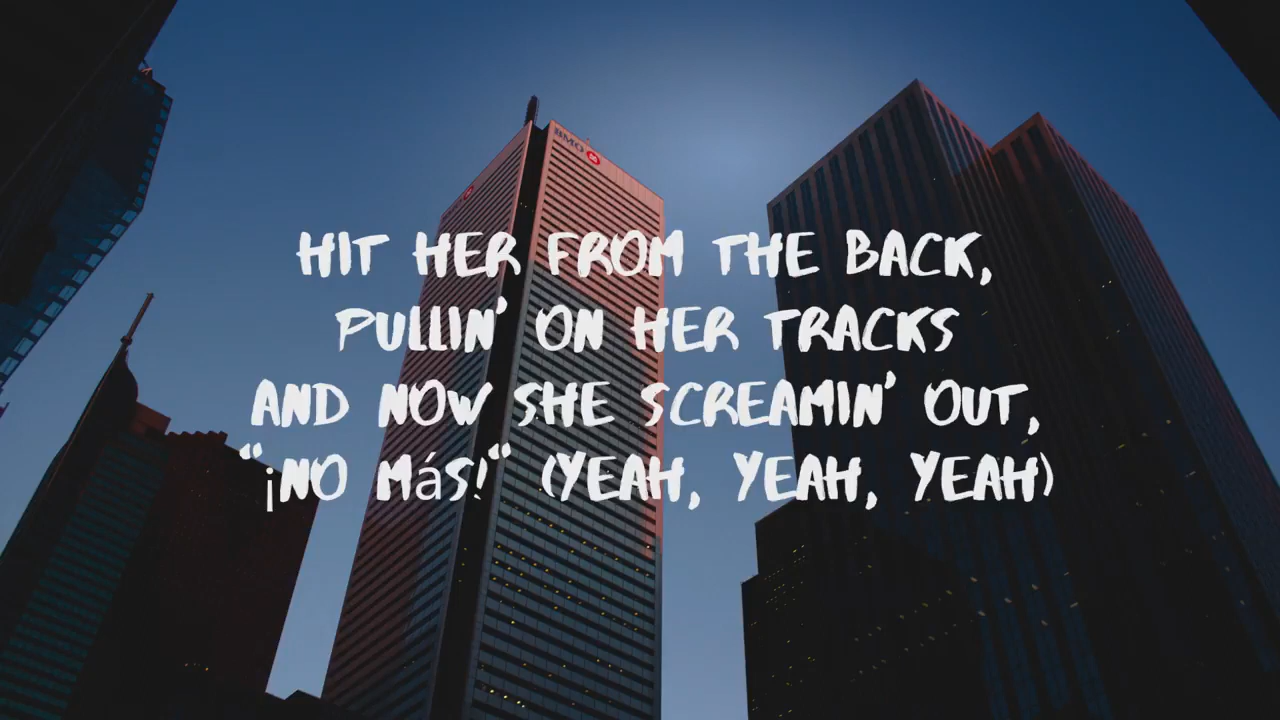 BMO
HIT HER FROM THE BACK,
PULLIN' ON HER TRACKS
AND NOW SHE SCREAMIN' OUT,
“¡NO MáS!“ (YEAH, YEAH, YEAH)